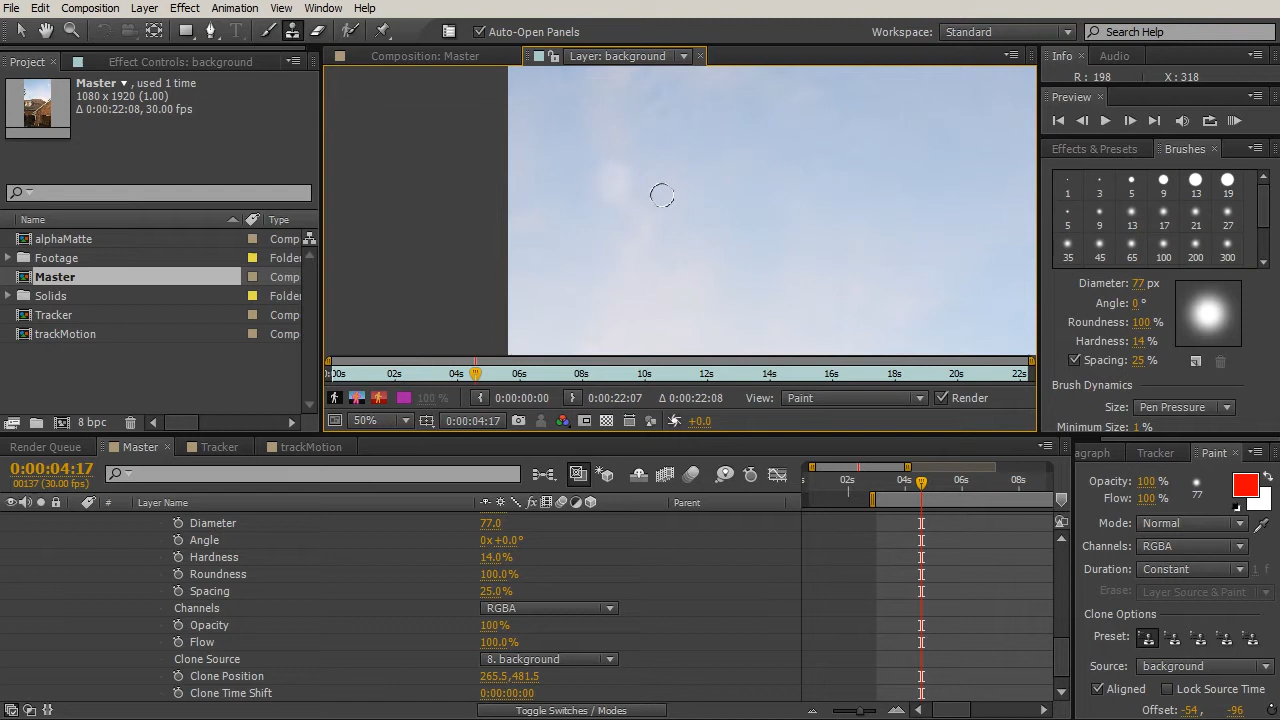 File Edit Composition Layer Effect Animation View Window Help
Auto-Open Panels
Workspace: Standard
Search Help
Project × Effect Controls: background
Composition: Master
Layer: background ×
Info × Audio
Master ▼, used 1 time
1080 x 1920 (1.00)
Δ 0:00:22:08, 30.00 fps
R : 198 X : 318
Preview ×
Effects & Presets Brushes ×
1 3 5 9 13 19
5 9 13 17 21 27
35 45 65 100 200 300
Name Type
alphaMatte Comp
Footage Folder
Master Comp
Solids Folder
Tracker Comp
trackMotion Comp
Diameter: 77 px
Angle: 0 °
Roundness: 100 %
Hardness: 14 %
Spacing: 25 %
Brush Dynamics
Size: Pen Pressure
Minimum Size: 1 %
00s 02s 04s 06s 08s 10s 12s 14s 16s 18s 20s 22s
100 % 0:00:00:00 0:00:22:07 Δ 0:00:22:08 View: Paint Render
8 bpc
50% 0:00:04:17 +0.0
Render Queue Master × Tracker trackMotion
agraph Tracker Paint ×
0:00:04:17
00137 (30.00 fps)
s 02s 04s 06s 08s
# Layer Name Parent
Opacity: 100 %
Flow: 100 %
77
Mode: Normal
Channels: RGBA
Duration: Constant 1 f
Erase: Layer Source & Paint
Clone Options
Preset:
Source: background
Aligned Lock Source Time
Offset: -54, -96
Diameter 77.0
Angle 0x+0.0°
Hardness 14.0%
Roundness 100.0%
Spacing 25.0%
Channels RGBA
Opacity 100%
Flow 100.0%
Clone Source 8. background
Clone Position 265.5,481.5
Clone Time Shift 0:00:00:00
Toggle Switches / Modes